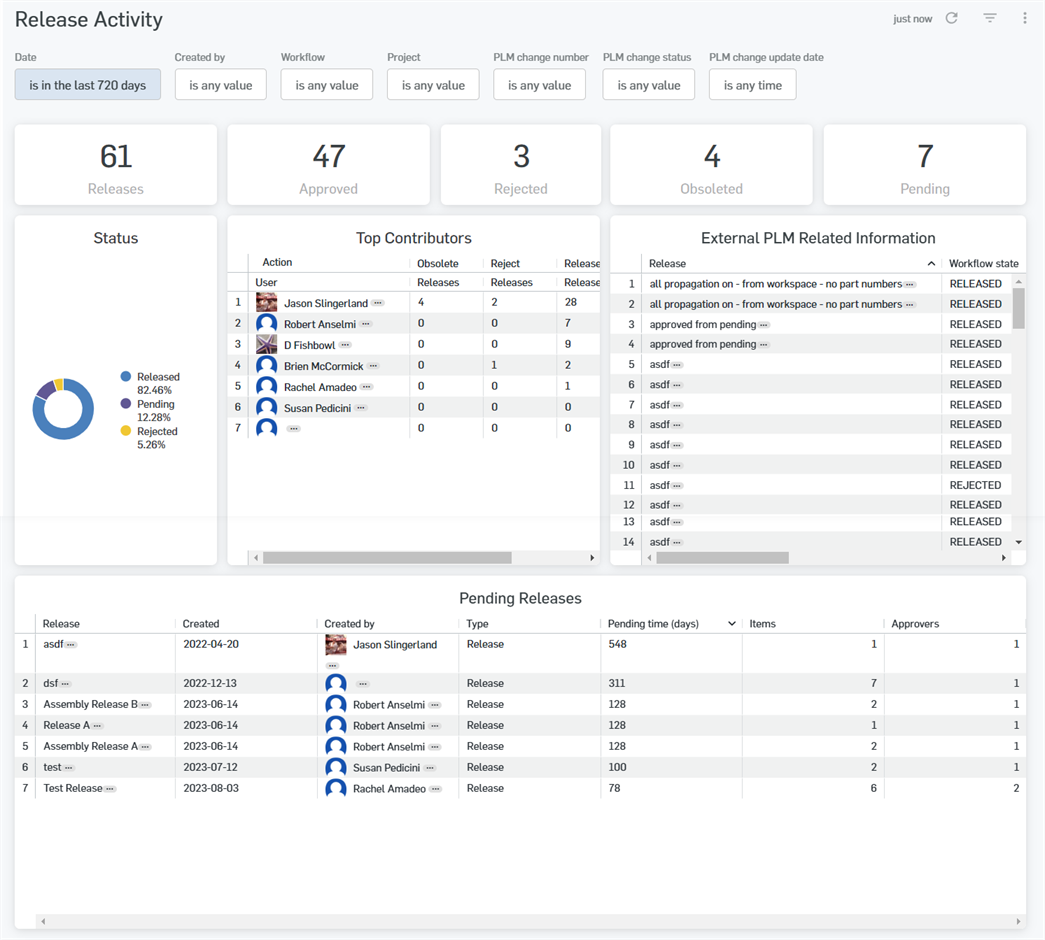 Release Activity
just now
Date Created by Workflow Project PLM change number PLM change status PLM change update date
is in the last 720 days is any value is any value is any value is any value is any value is any time
61 47 3 4 7
Releases Approved Rejected Obsoleted Pending
Status
Released
82.46%
Pending
12.28%
Rejected
5.26%
Top Contributors
Action Obsolete Reject Release
User Releases Releases Release
1 Jason Slingerland 4 2 28
2 Robert Anselmi 0 0 7
3 D Fishbowl 0 0 9
4 Brien McCormick 0 1 2
5 Rachel Amadeo 0 0 1
6 Susan Pedicini 0 0 0
7 0 0 0
External PLM Related Information
Release Workflow state
1 all propagation on - from workspace - no part numbers RELEASED
2 all propagation on - from workspace - no part numbers RELEASED
3 approved from pending RELEASED
4 approved from pending RELEASED
5 asdf RELEASED
6 asdf RELEASED
7 asdf RELEASED
8 asdf RELEASED
9 asdf RELEASED
10 asdf RELEASED
11 asdf REJECTED
12 asdf RELEASED
13 asdf RELEASED
14 asdf RELEASED
Pending Releases
Release Created Created by Type Pending time (days) Items Approvers
1 asdf 2022-04-20 Jason Slingerland Release 548 1 1
2 dsf 2022-12-13 Release 311 7 1
3 Assembly Release B 2023-06-14 Robert Anselmi Release 128 2 1
4 Release A 2023-06-14 Robert Anselmi Release 128 1 1
5 Assembly Release A 2023-06-14 Robert Anselmi Release 128 2 1
6 test 2023-07-12 Susan Pedicini Release 100 2 1
7 Test Release 2023-08-03 Rachel Amadeo Release 78 6 2